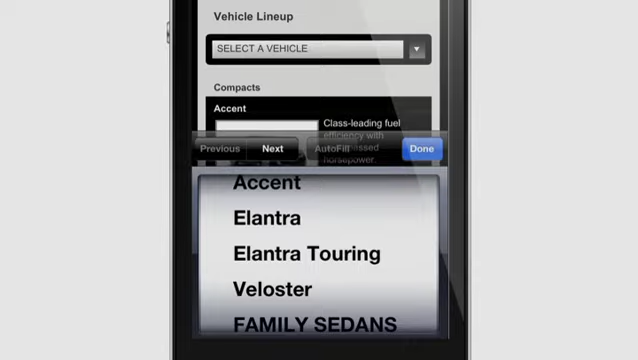 Vehicle Lineup
SELECT A VEHICLE
Compacts
Accent
Class-leading fuel
efficiency with
horsepower.
Previous
Next
AutoFill
Done
Accent
Elantra
Elantra Touring
Veloster
FAMILY SEDANS